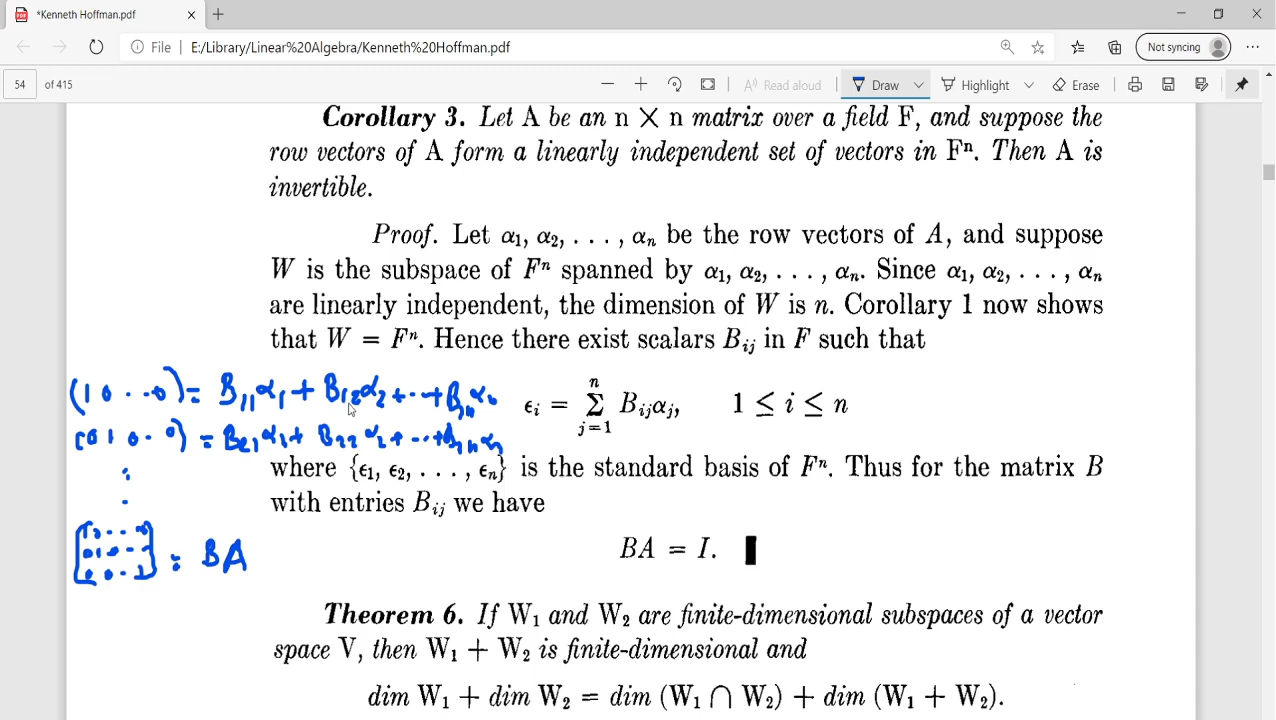 *Kenneth Hoffman.pdf
File | E:/Library/Linear%20Algebra/Kenneth%20Hoffman.pdf
Not syncing
54 of 415
Read aloud
Draw
Highlight
Erase
Corollary 3. Let A be an n × n matrix over a field F, and suppose the
row vectors of A form a linearly independent set of vectors in Fⁿ. Then A is
invertible.
Proof. Let α₁, α₂, . . . , αₙ be the row vectors of A, and suppose
W is the subspace of Fⁿ spanned by α₁, α₂, . . . , αₙ. Since α₁, α₂, . . . , αₙ
are linearly independent, the dimension of W is n. Corollary 1 now shows
that W = Fⁿ. Hence there exist scalars Bᵢⱼ in F such that
(1 0 . . 0) = B₁₁α₁ + B₁₂α₂ + . . + B₁ₙαₙ
ϵᵢ = Σ_{j=1}^{n} Bᵢⱼαⱼ, 1 ≤ i ≤ n
(0 1 0 . 0) = B₂₁α₁ + B₂₂α₂ + . . + B₂ₙαₙ
where {ϵ₁, ϵ₂, . . . , ϵₙ} is the standard basis of Fⁿ. Thus for the matrix B
with entries Bᵢⱼ we have
= BA
BA = I.
Theorem 6. If W₁ and W₂ are finite-dimensional subspaces of a vector
space V, then W₁ + W₂ is finite-dimensional and
dim W₁ + dim W₂ = dim (W₁ ∩ W₂) + dim (W₁ + W₂).